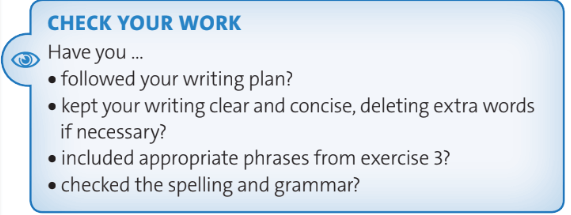 CHECK YOUR WORK
Have you ...
• followed your writing plan?
• kept your writing clear and concise, deleting extra words
if necessary?
• included appropriate phrases from exercise 3?
• checked the spelling and grammar?